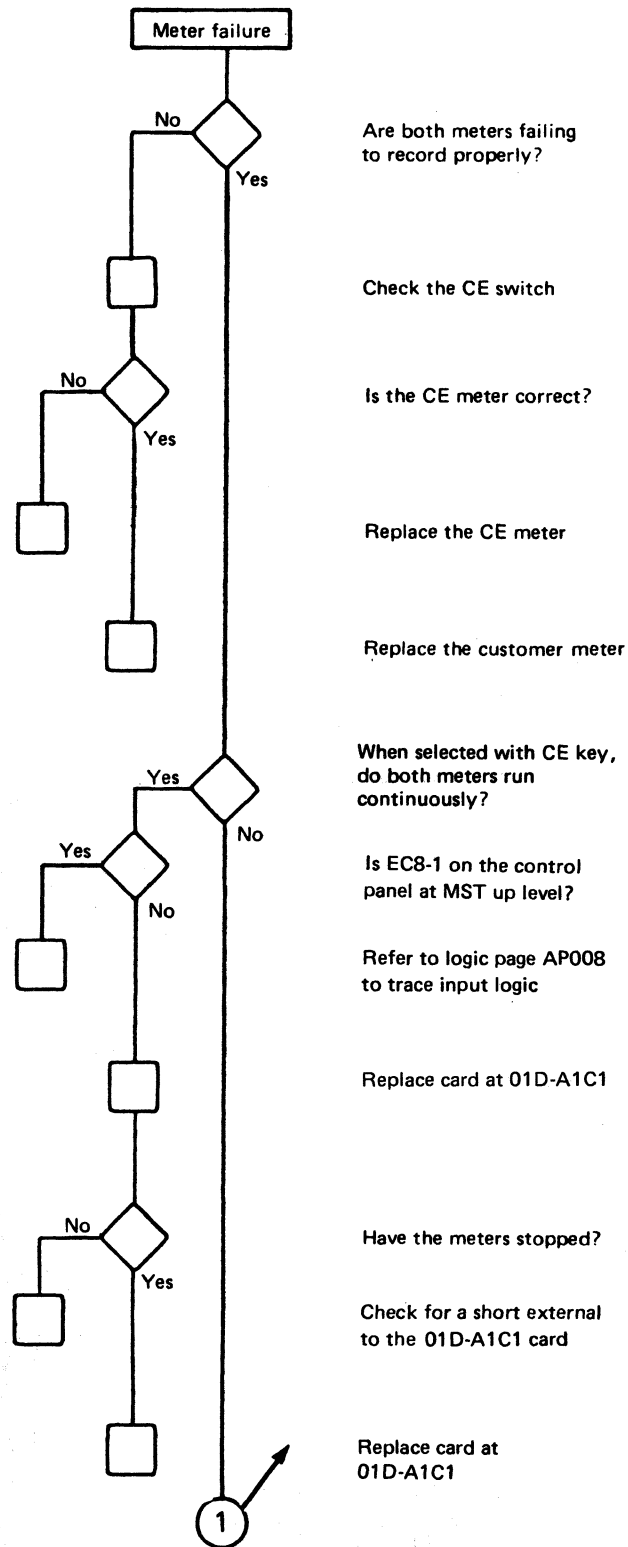 Meter failure
No
Yes
Are both meters failing
to record properly?
Check the CE switch
No
Yes
Is the CE meter correct?
Replace the CE meter
Replace the customer meter
Yes
No
When selected with CE key,
do both meters run
continuously?
Yes
No
Is EC8-1 on the control
panel at MST up level?
Refer to logic page AP008
to trace input logic
Replace card at 01D-A1C1
No
Yes
Have the meters stopped?
Check for a short external
to the 01D-A1C1 card
Replace card at
01D-A1C1
1